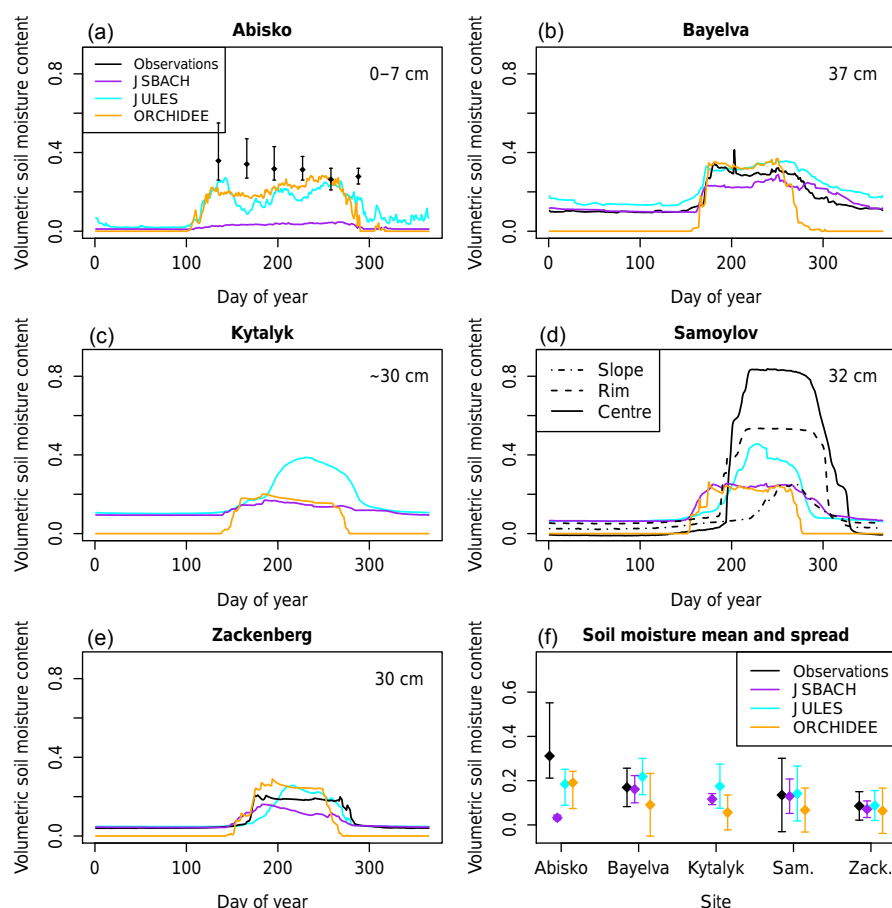 (a)
Abisko
Volumetric soil moisture content
0.0 0.4 0.8
Observations
JSBACH
JULES
ORCHIDEE
0−7 cm
0 100 200 300
Day of year
(b)
Bayelva
Volumetric soil moisture content
0.0 0.4 0.8
37 cm
0 100 200 300
Day of year
(c)
Kytalyk
Volumetric soil moisture content
0.0 0.4 0.8
~30 cm
0 100 200 300
Day of year
(d)
Samoylov
Volumetric soil moisture content
0.0 0.4 0.8
Slope
Rim
Centre
32 cm
0 100 200 300
Day of year
(e)
Zackenberg
Volumetric soil moisture content
0.0 0.4 0.8
30 cm
0 100 200 300
Day of year
(f)
Soil moisture mean and spread
Volumetric soil moisture content
0.0 0.2 0.4 0.6
Observations
JSBACH
JULES
ORCHIDEE
Abisko Bayelva Kytalyk Sam. Zack.
Site